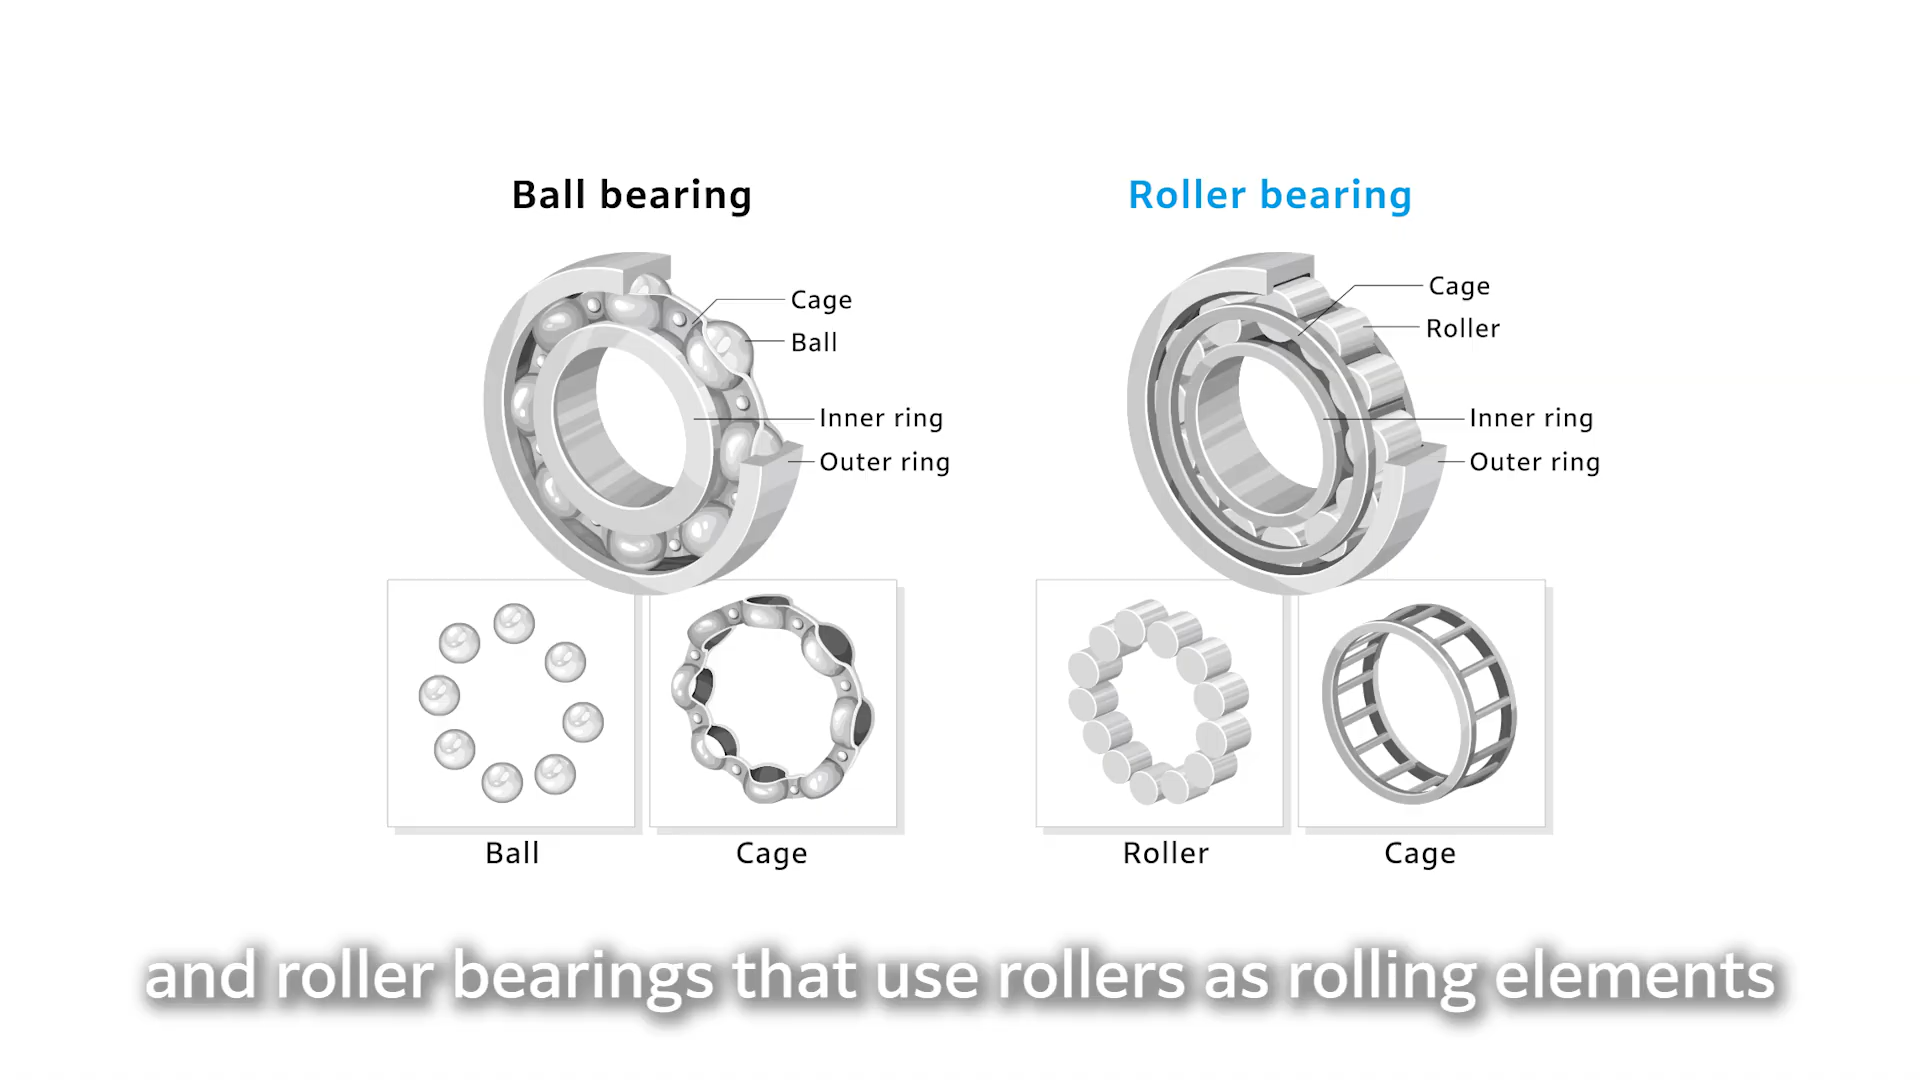 Ball bearing
Cage
Ball
Inner ring
Outer ring
Ball
Cage
Roller bearing
Cage
Roller
Inner ring
Outer ring
Roller
Cage
and roller bearings that use rollers as rolling elements